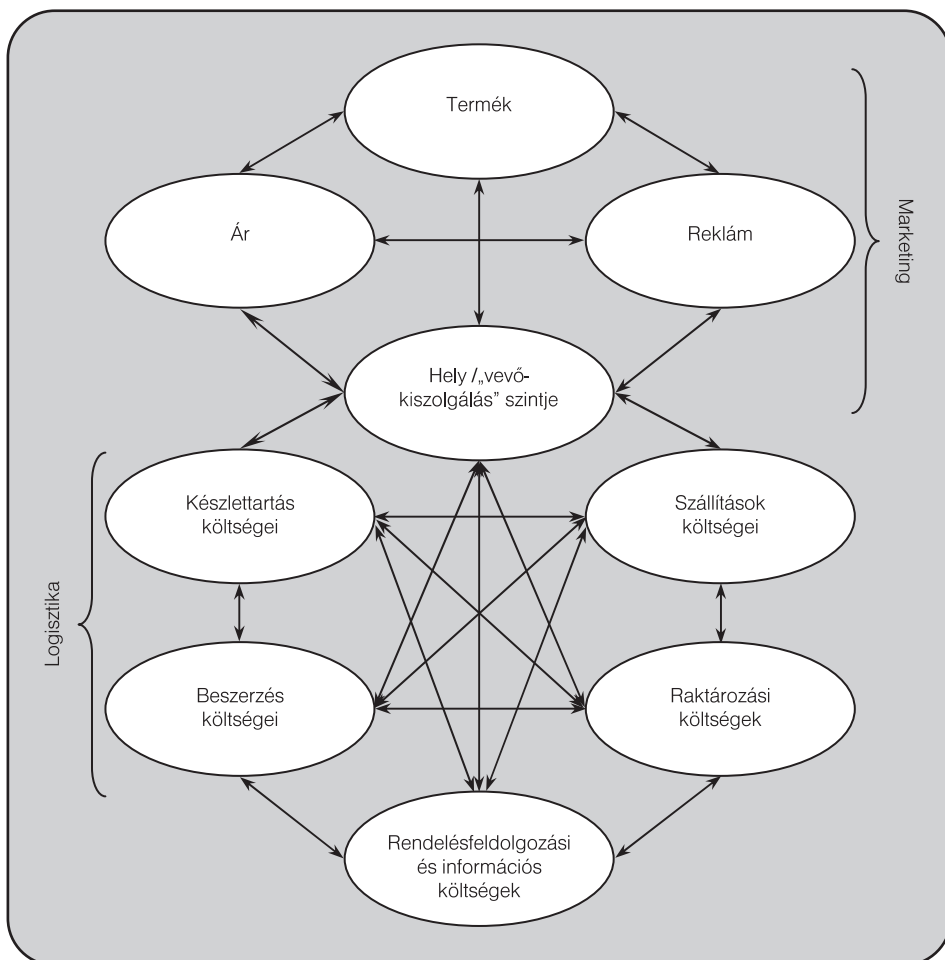 Termék
Ár
Reklám
Marketing
Hely /„vevő-
kiszolgálás” szintje
Készlettartás
költségei
Szállítások
költségei
Logisztika
Beszerzés
költségei
Raktározási
költségek
Rendelésfeldolgozási
és információs
költségek